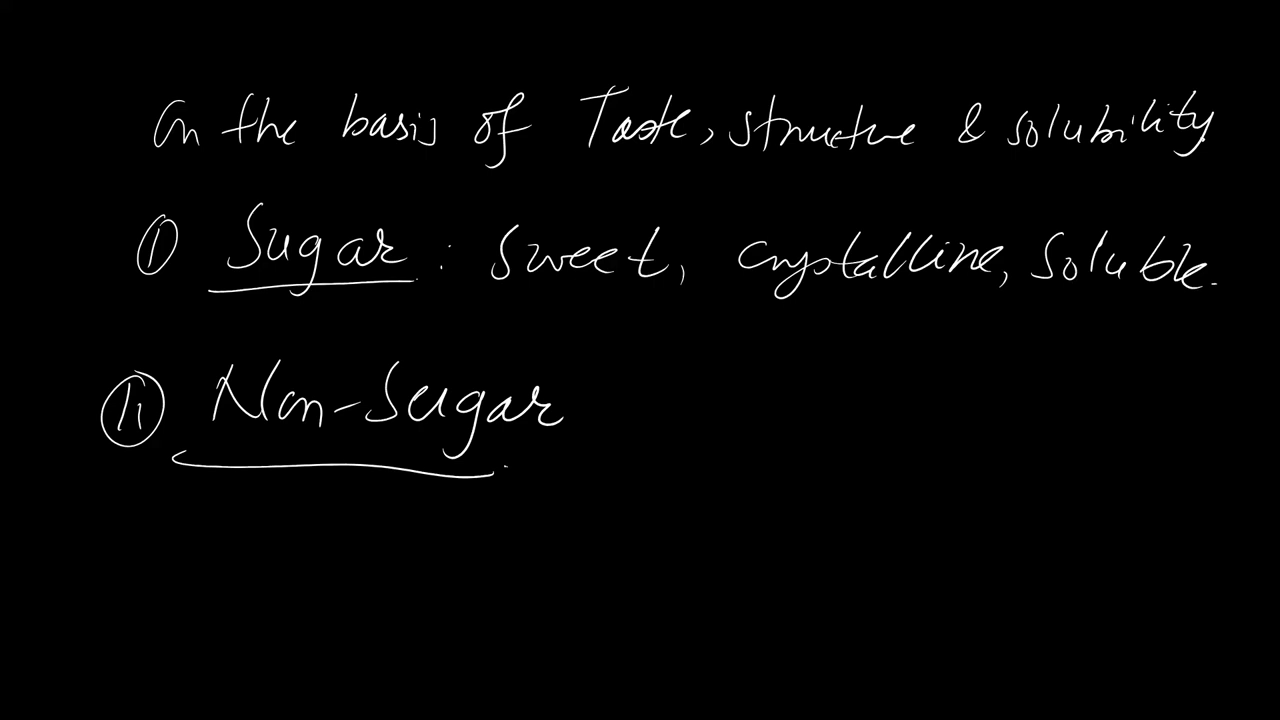 On the basis of Taste, structure & solubility
① Sugar : Sweet, Crystalline, Soluble.
ⓘⓘ Non-Sugar